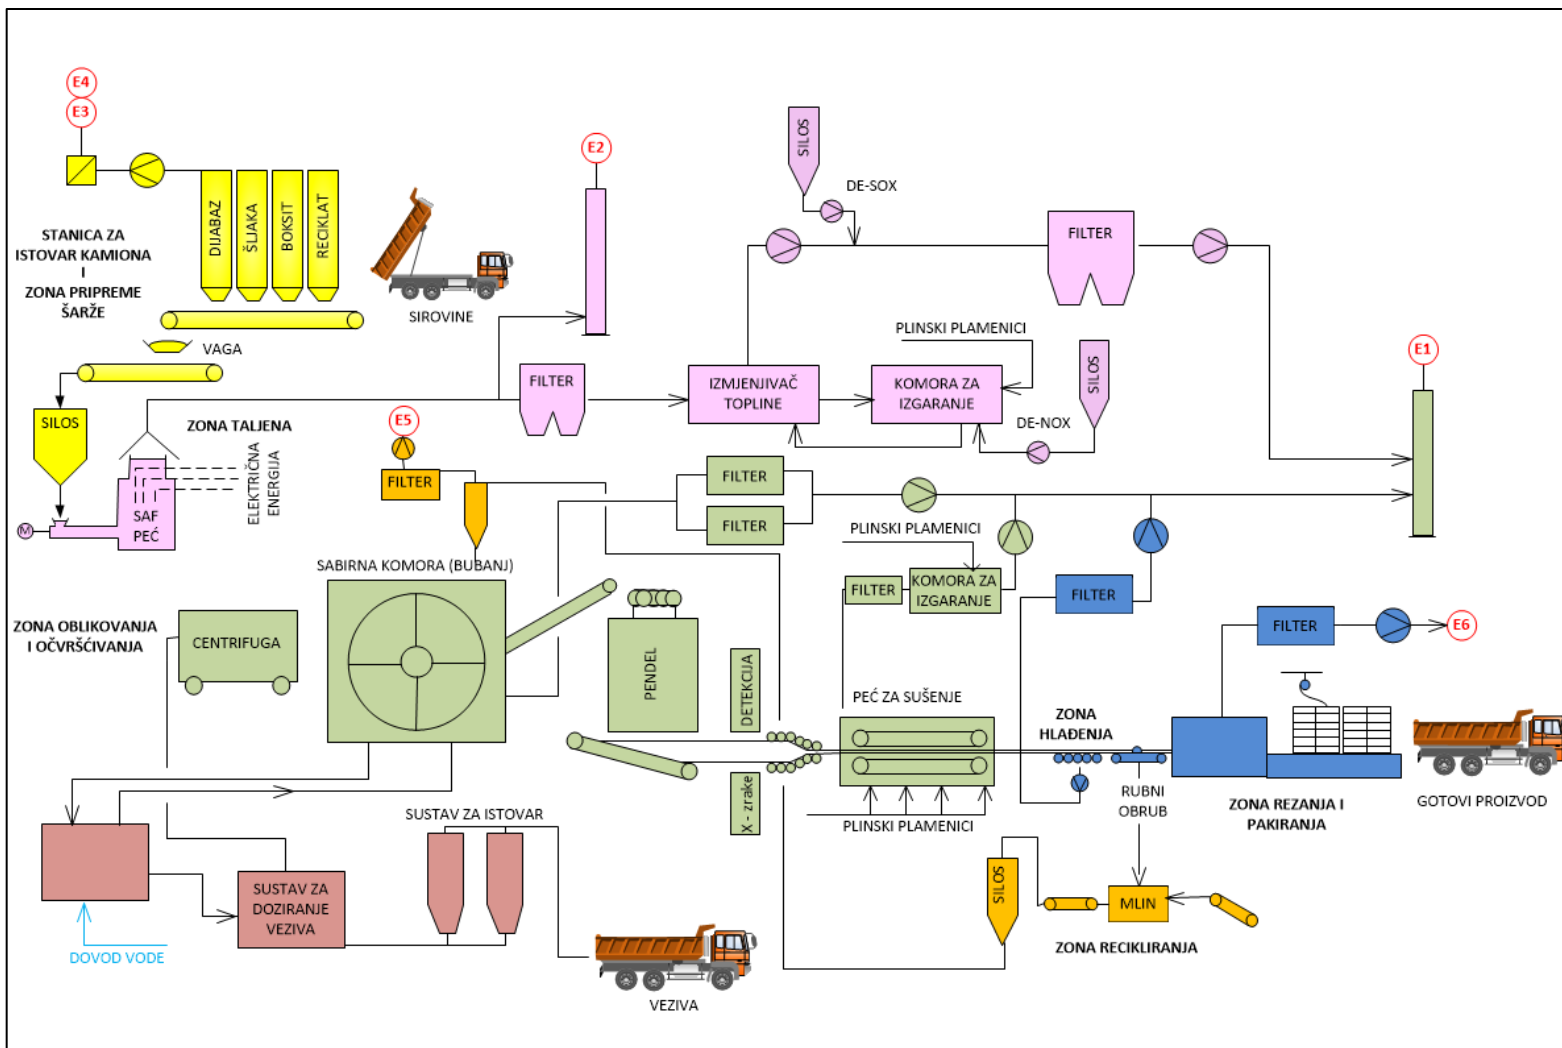 E4
E3
E2
SILOS
DE-SOX
FILTER
DIJABAZ
ŠLJAKA
BOKSIT
RECIKLAT
STANICA ZA
ISTOVAR KAMIONA
I
ZONA PRIPREME
ŠARŽE
SIROVINE
VAGA
PLINSKI PLAMENICI
E1
FILTER
IZMJENJIVAČ
TOPLINE
KOMORA ZA
IZGARANJE
SILOS
DE-NOX
SILOS
ZONA TALJENA
E5
ELEKTRIČNA
ENERGIJA
FILTER
FILTER
FILTER
SAF
PEĆ
M
PLINSKI PLAMENICI
SABIRNA KOMORA (BUBANJ)
FILTER
KOMORA ZA
IZGARANJE
FILTER
ZONA OBLIKOVANJA
I OČVRŠĆIVANJA
CENTRIFUGA
PENDEL
DETEKCIJA
X - zrake
PEĆ ZA SUŠENJE
FILTER
E6
ZONA
HLAĐENJA
RUBNI
OBRUB
ZONA REZANJA I
PAKIRANJA
GOTOVI PROIZVOD
PLINSKI PLAMENICI
SUSTAV ZA ISTOVAR
SUSTAV ZA
DOZIRANJE
VEZIVA
DOVOD VODE
SILOS
MLIN
ZONA RECIKLIRANJA
VEZIVA